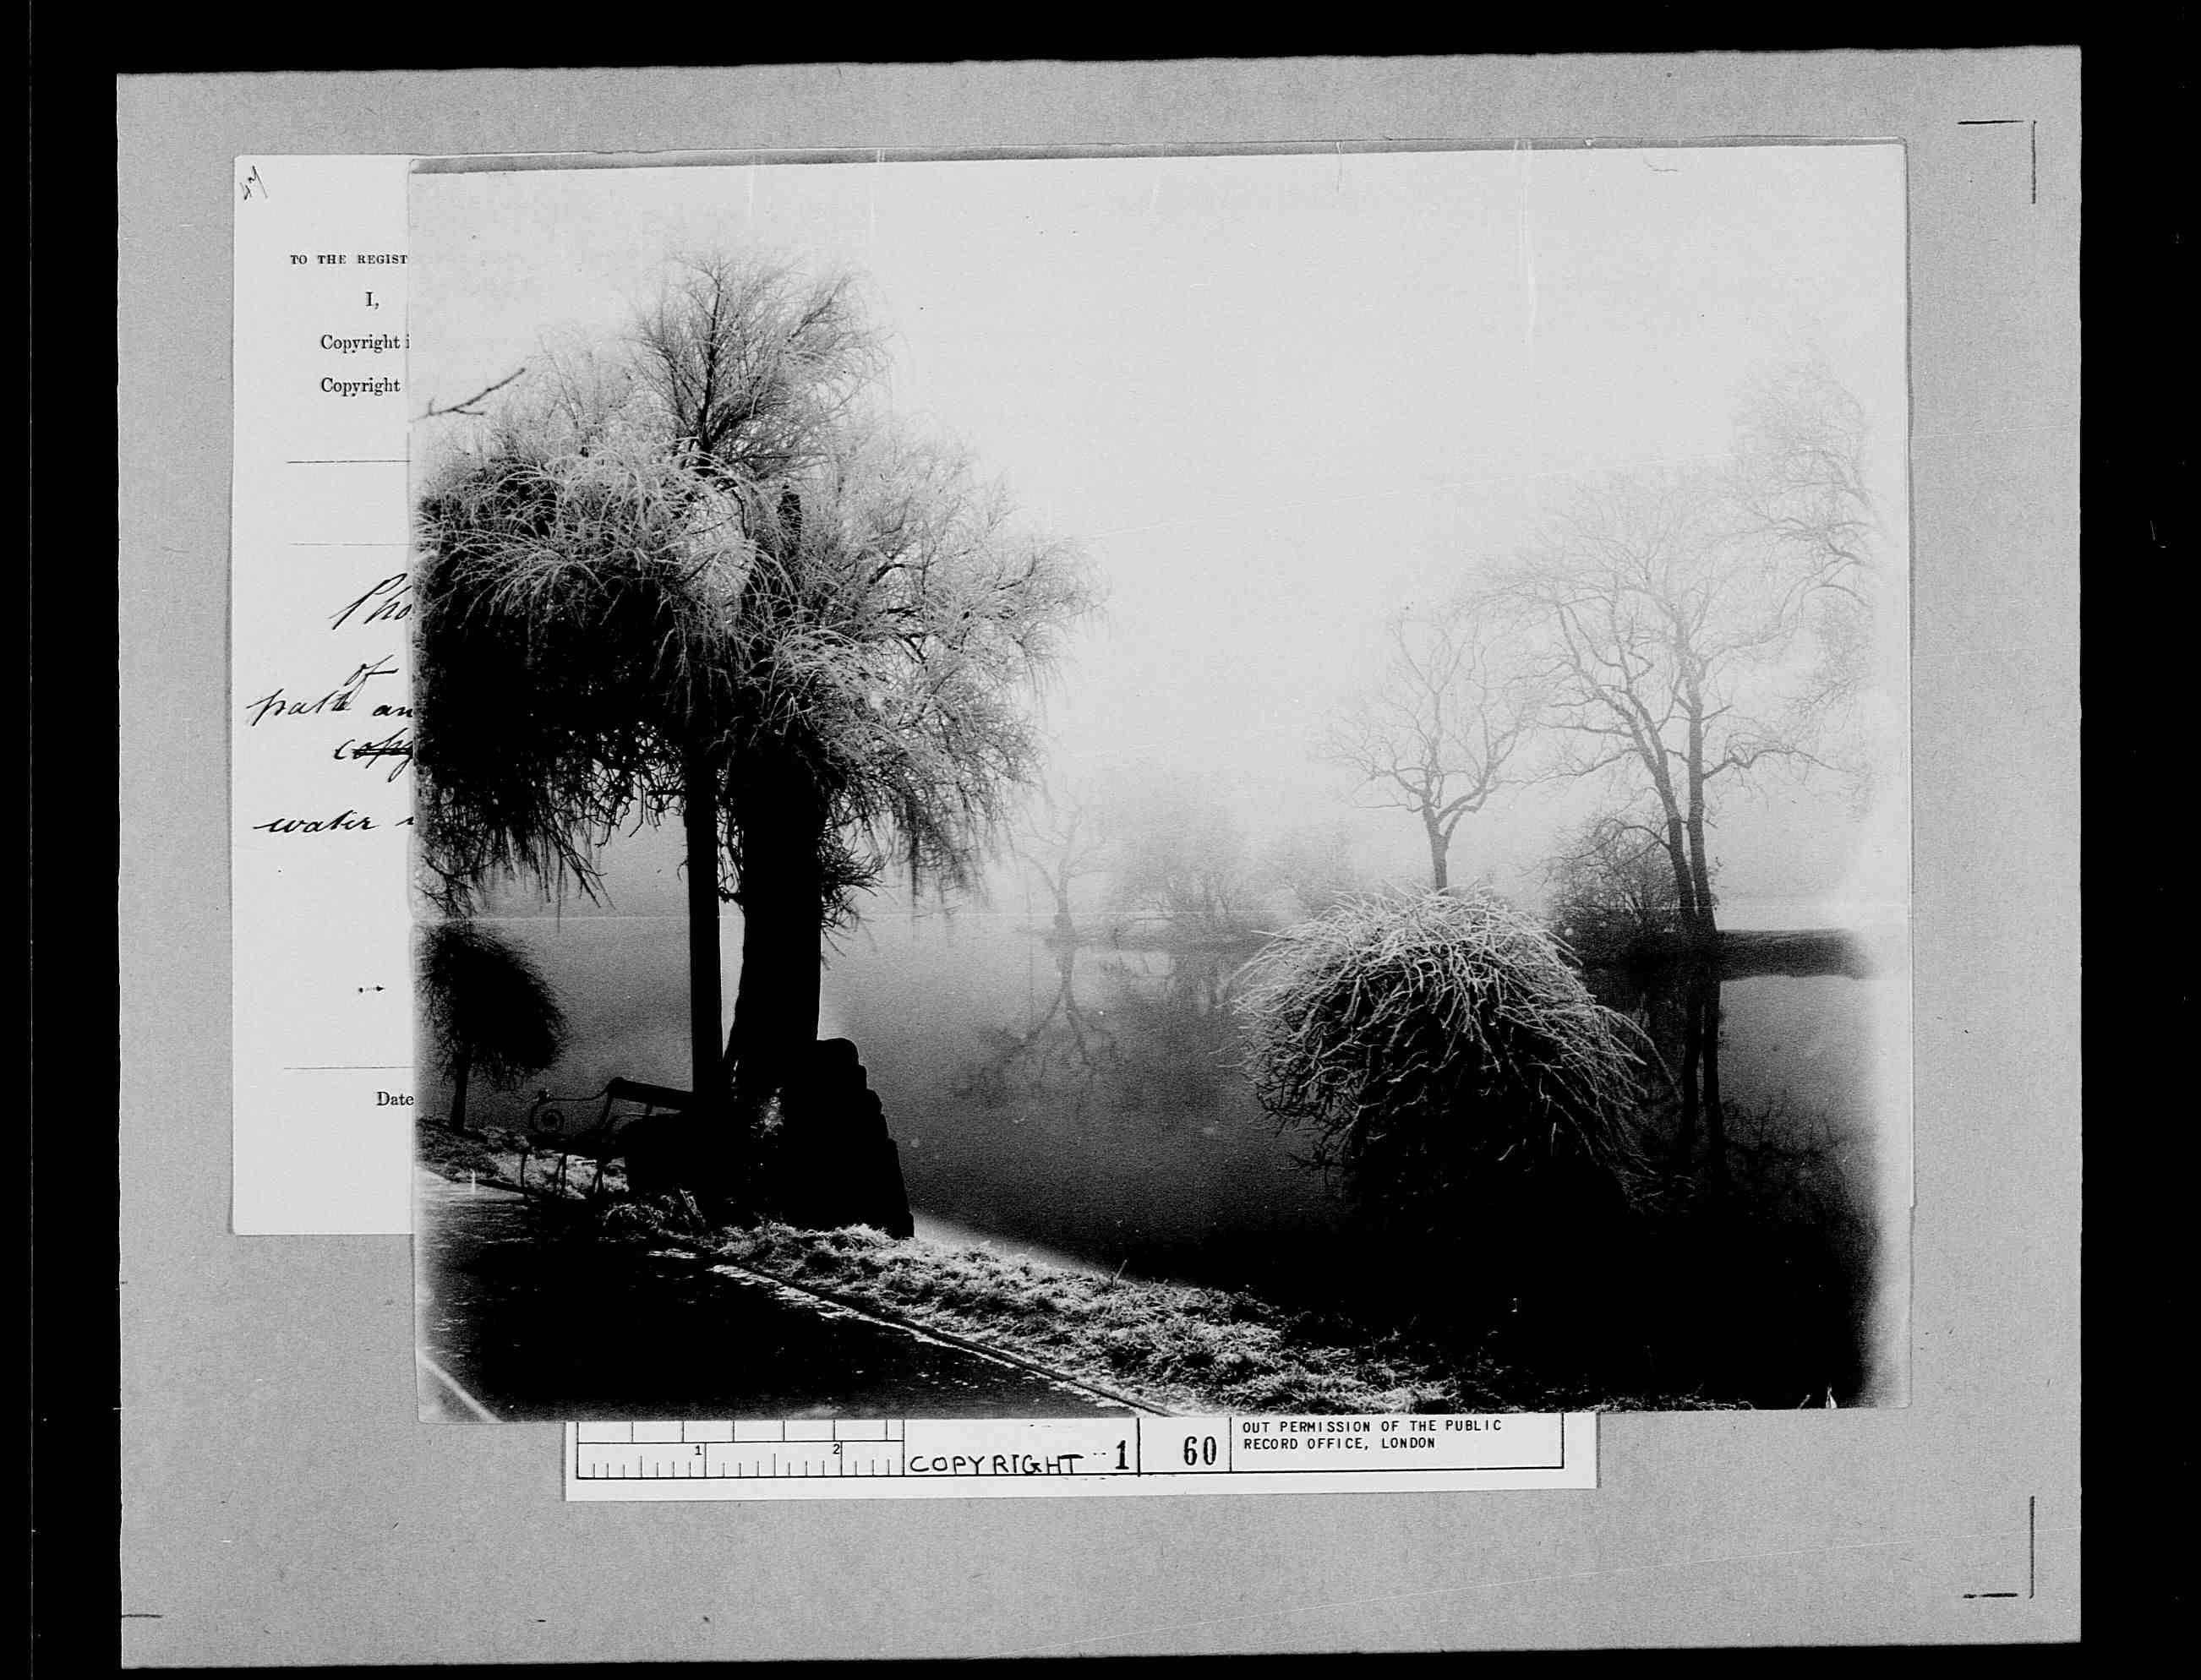 TO THE REGIST
I,
Copyright i
Copyright
Pho
of
path an
copy
water
Date
1 2
COPYRIGHT 1 60
OUT PERMISSION OF THE PUBLIC
RECORD OFFICE, LONDON